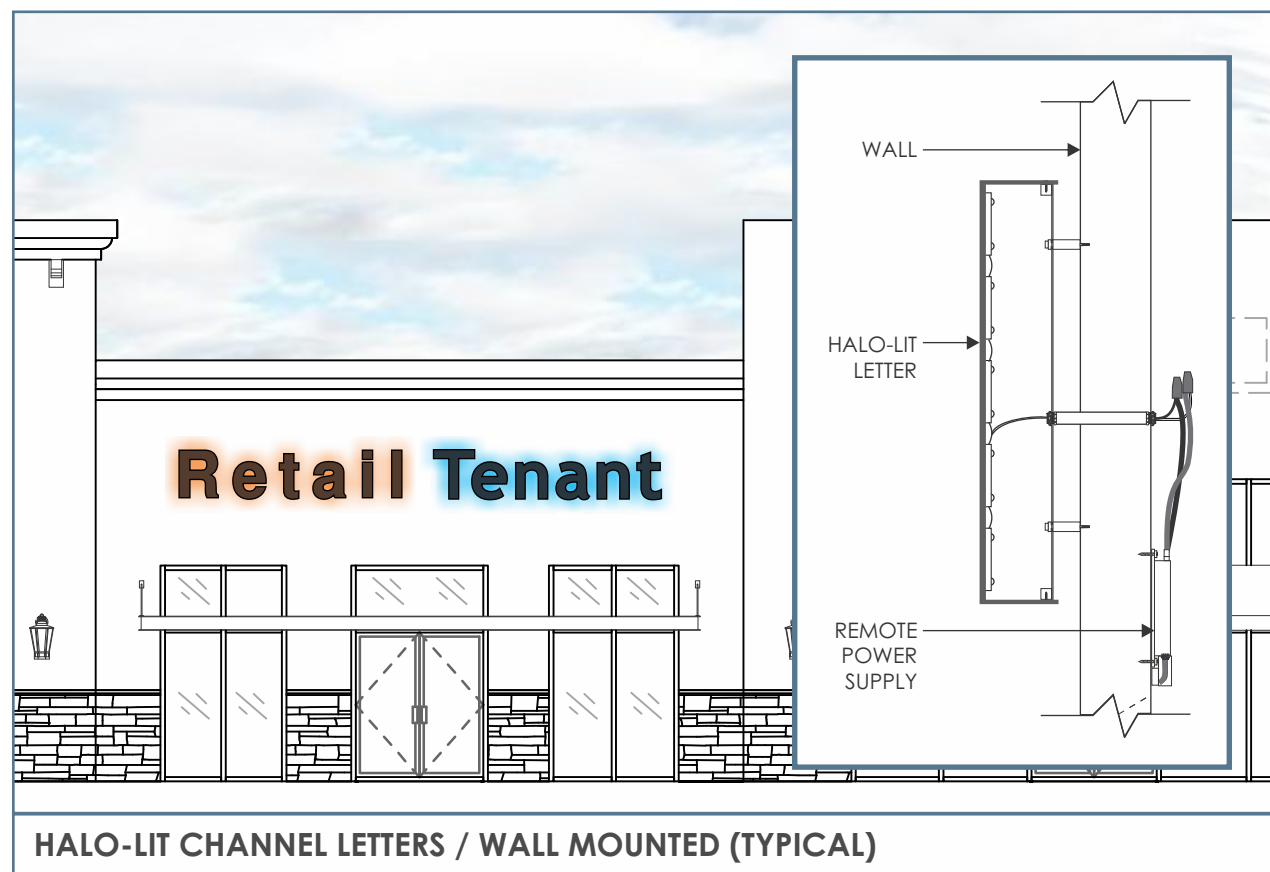 WALL
HALO-LIT
LETTER
Retail Tenant
REMOTE
POWER
SUPPLY
HALO-LIT CHANNEL LETTERS / WALL MOUNTED (TYPICAL)